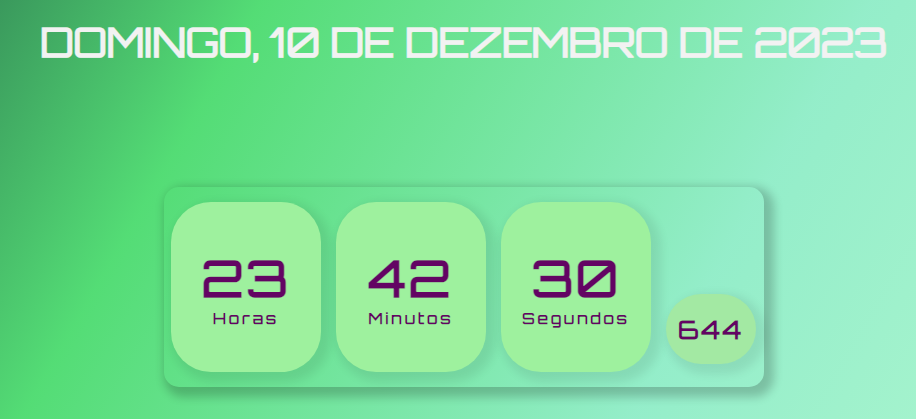 DOMINGO, 10 DE DEZEMBRO DE 2023
23 42 30
Horas Minutos Segundos
644